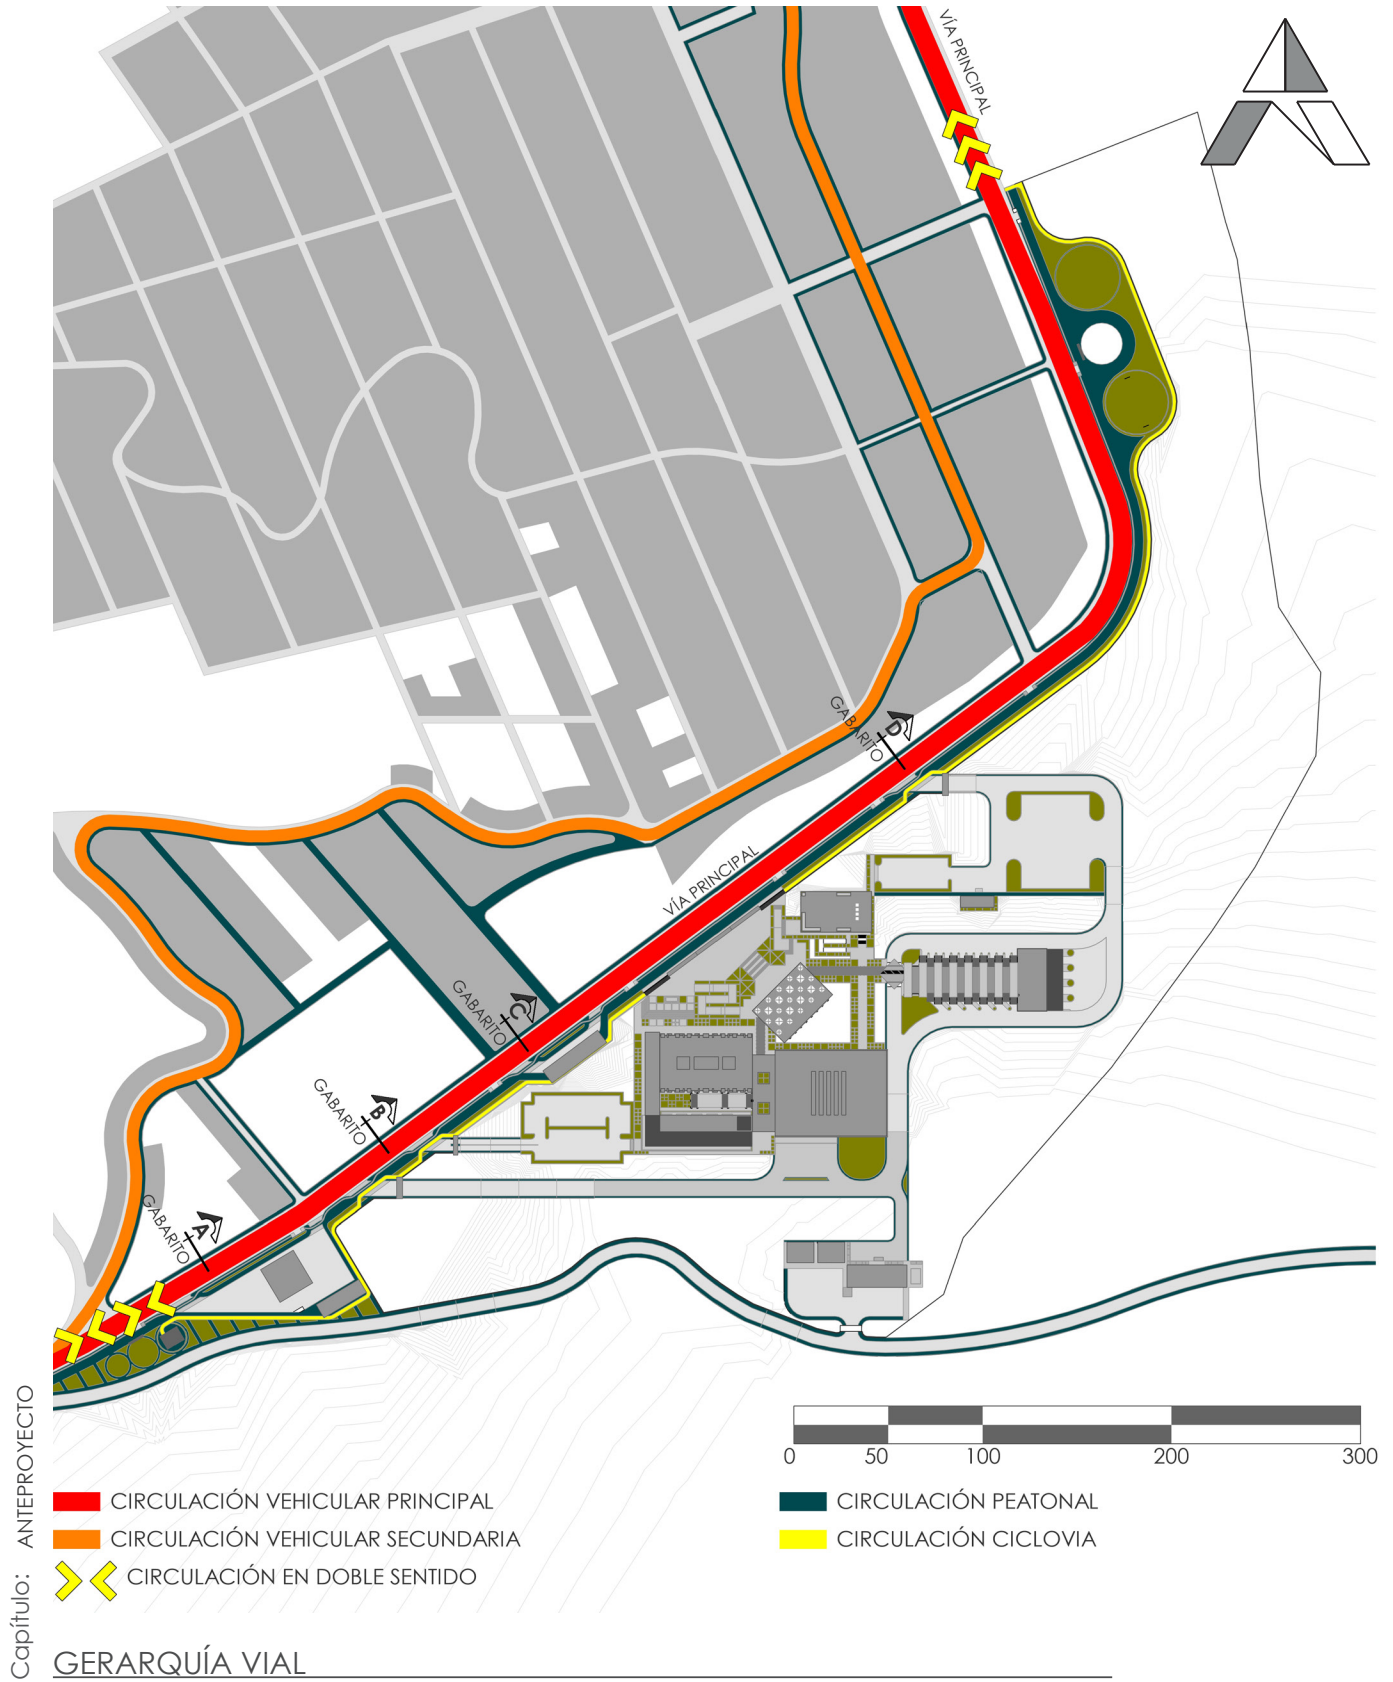 VÍA PRINCIPAL
GABARITO
D
VÍA PRINCIPAL
GABARITO
C
GABARITO
B
GABARITO
A
0 50 100 200 300
CIRCULACIÓN VEHICULAR PRINCIPAL
CIRCULACIÓN VEHICULAR SECUNDARIA
CIRCULACIÓN EN DOBLE SENTIDO
CIRCULACIÓN PEATONAL
CIRCULACIÓN CICLOVIA
Capítulo: ANTEPROYECTO
GERARQUÍA VIAL